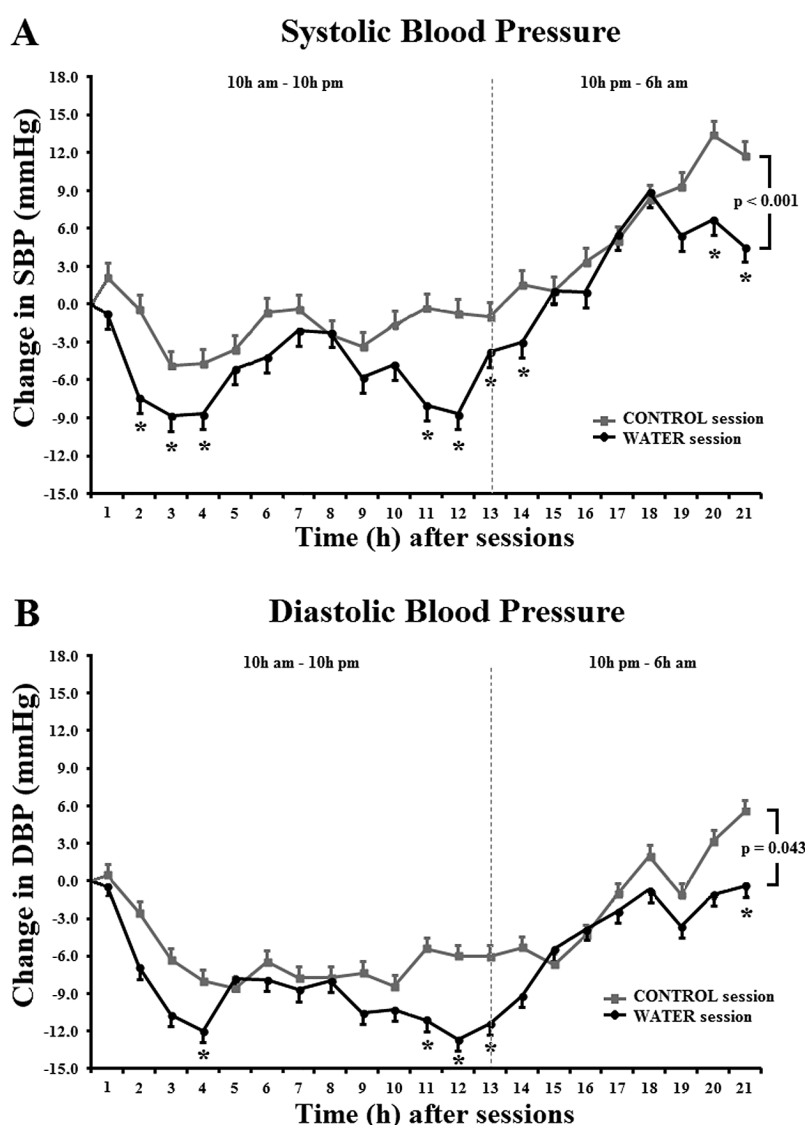 A
Systolic Blood Pressure
10h am - 10h pm
10h pm - 6h am
Change in SBP (mmHg)
18.0
15.0
12.0
9.0
6.0
3.0
0.0
-3.0
-6.0
-9.0
-12.0
-15.0
p < 0.001
* * * * * * * * *
CONTROL session
WATER session
1 2 3 4 5 6 7 8 9 10 11 12 13 14 15 16 17 18 19 20 21
Time (h) after sessions
B
Diastolic Blood Pressure
10h am - 10h pm
10h pm - 6h am
Change in DBP (mmHg)
18.0
15.0
12.0
9.0
6.0
3.0
0.0
-3.0
-6.0
-9.0
-12.0
-15.0
p = 0.043
* * * * *
CONTROL session
WATER session
1 2 3 4 5 6 7 8 9 10 11 12 13 14 15 16 17 18 19 20 21
Time (h) after sessions